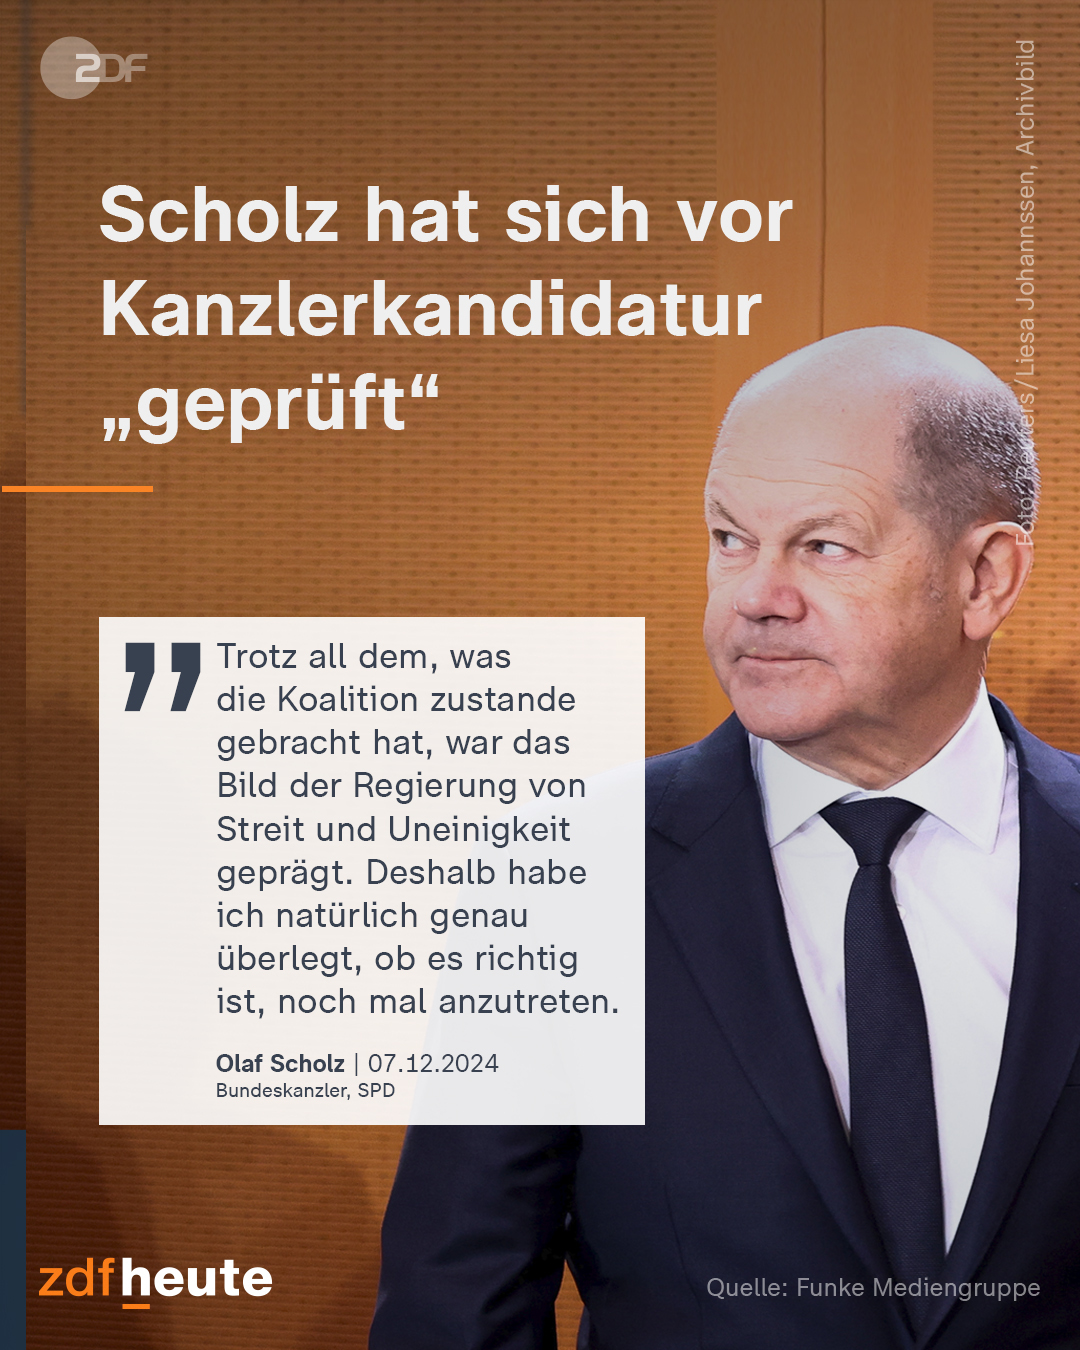 ZDF
Foto: Reuters / Liesa Johannssen, Archivbild
Scholz hat sich vor
Kanzlerkandidatur
„geprüft“
” Trotz all dem, was
die Koalition zustande
gebracht hat, war das
Bild der Regierung von
Streit und Uneinigkeit
geprägt. Deshalb habe
ich natürlich genau
überlegt, ob es richtig
ist, noch mal anzutreten.
Olaf Scholz | 07.12.2024
Bundeskanzler, SPD
zdfheute
Quelle: Funke Mediengruppe